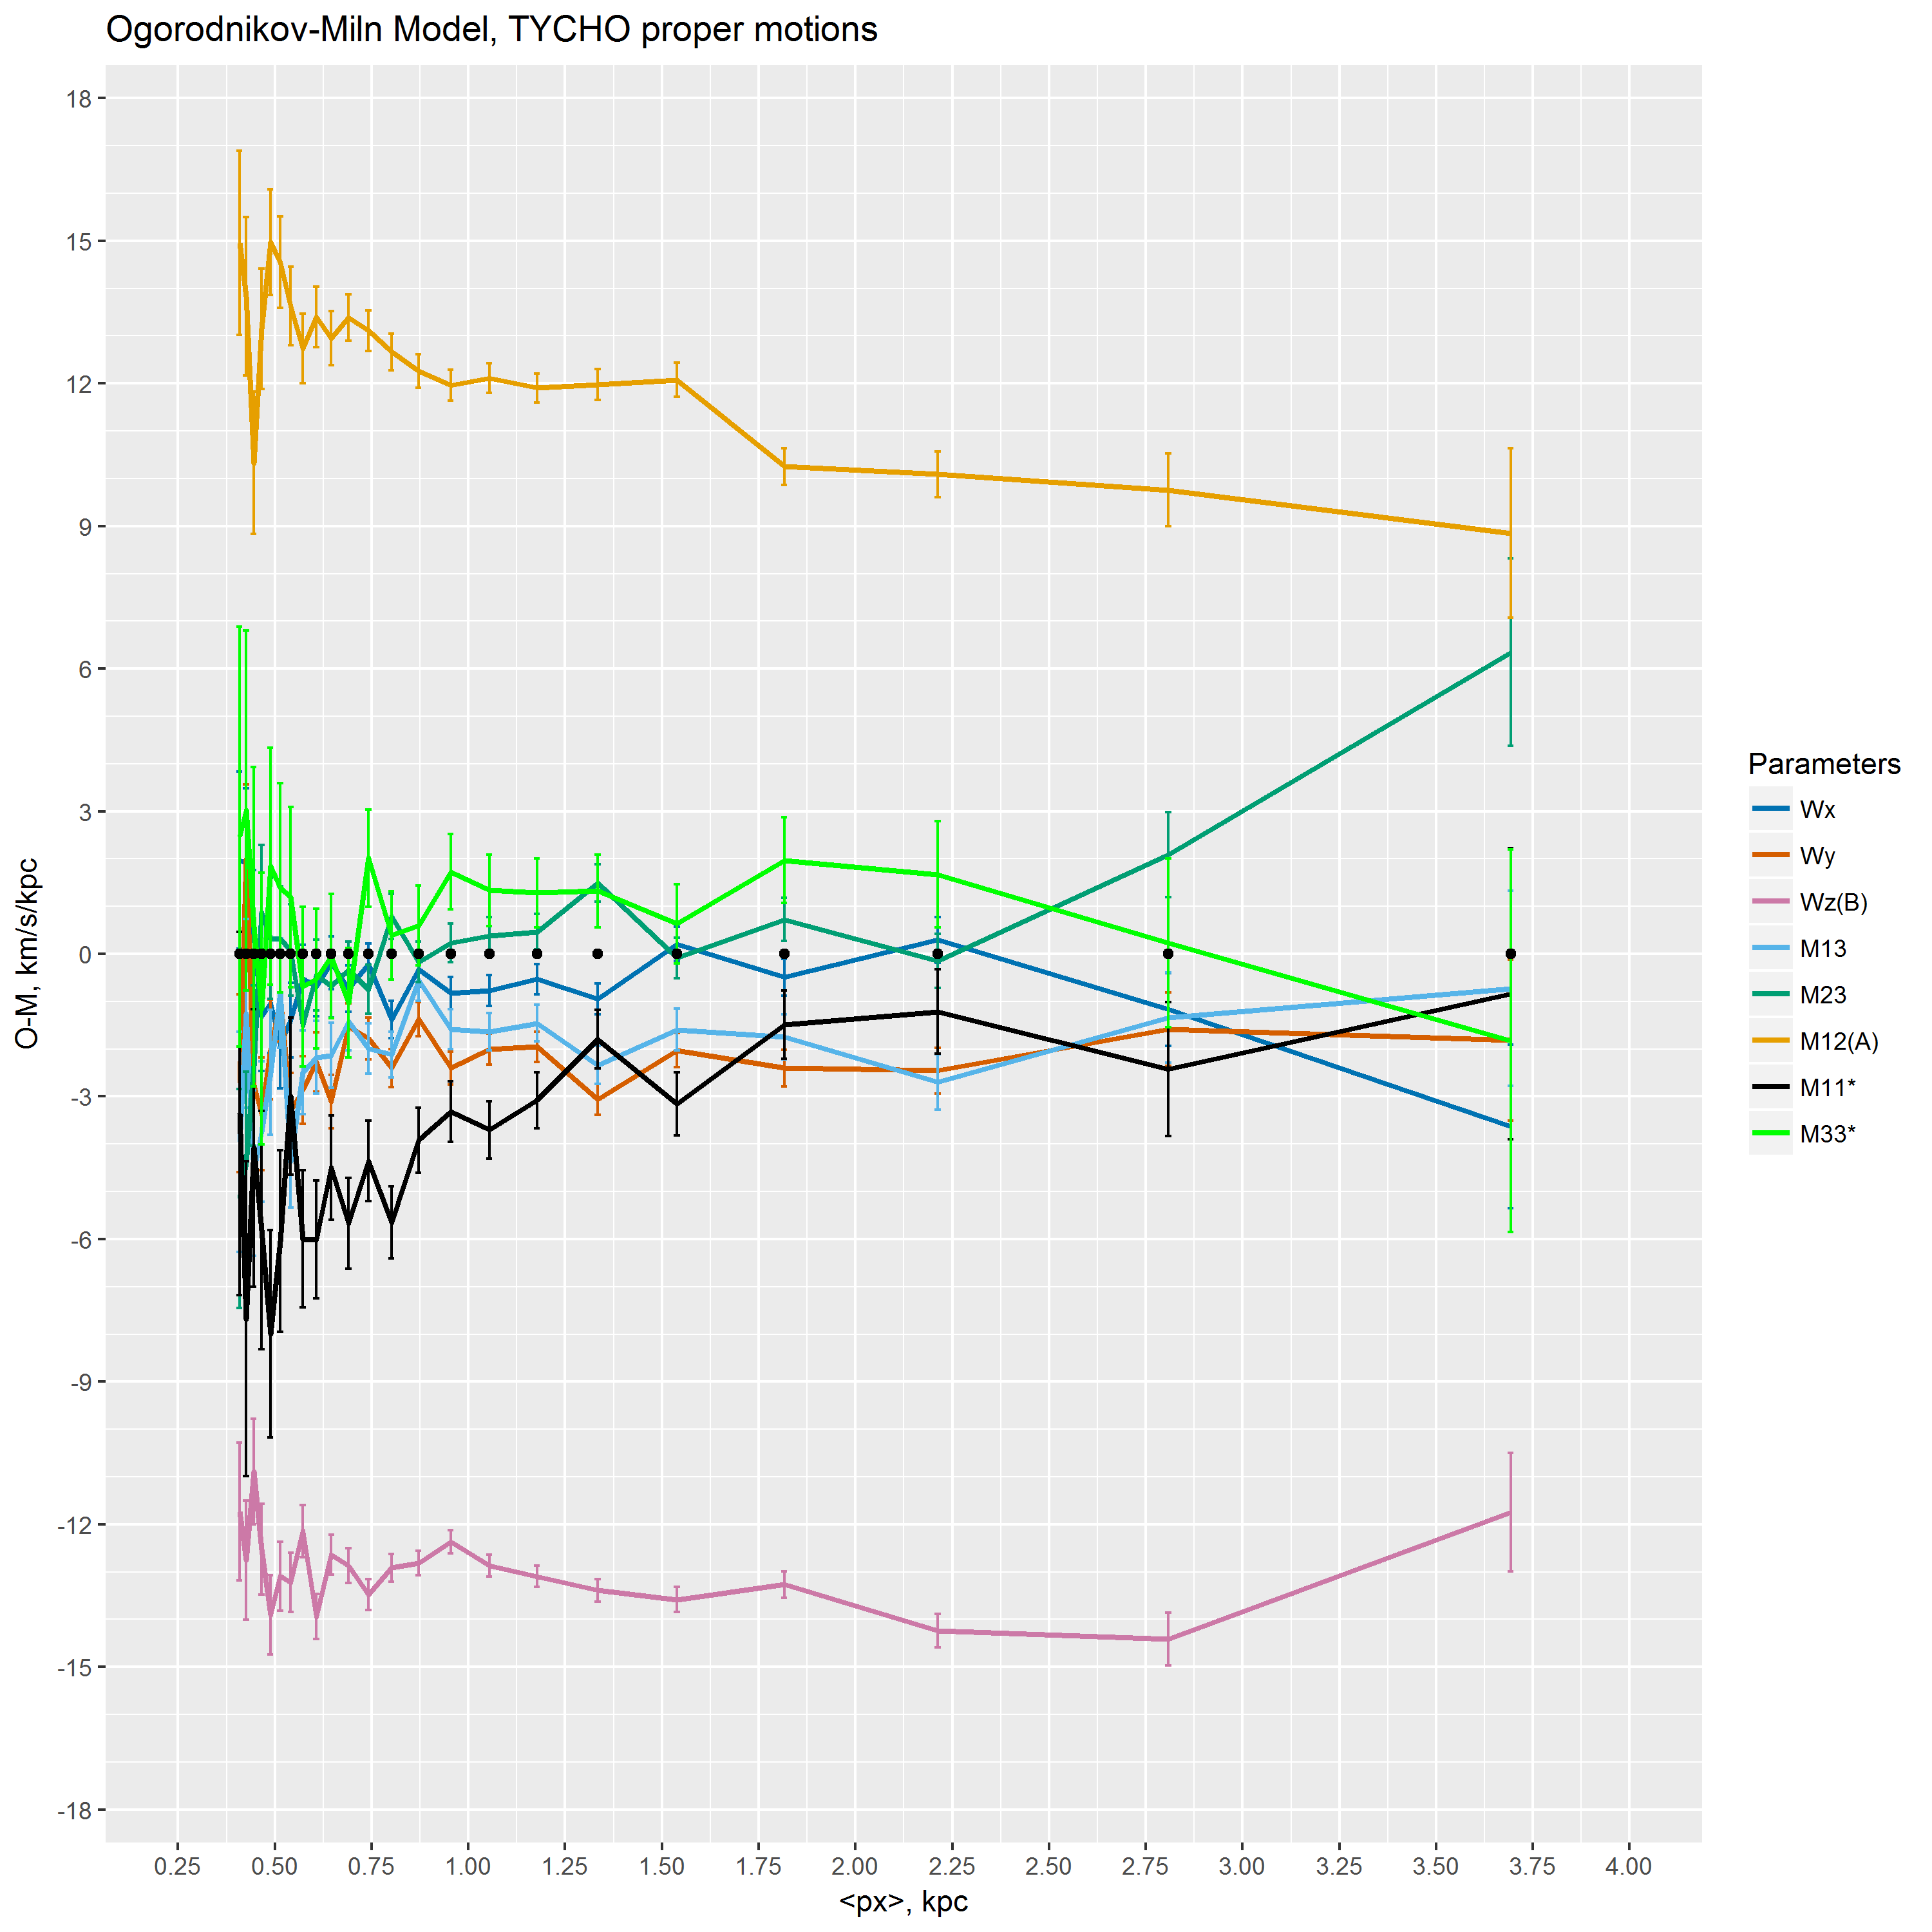 Ogorodnikov-Miln Model, TYCHO proper motions
O-M, km/s/kpc
18
15
12
9
6
3
0
-3
-6
-9
-12
-15
-18
0.25 0.50 0.75 1.00 1.25 1.50 1.75 2.00 2.25 2.50 2.75 3.00 3.25 3.50 3.75 4.00
<px>, kpc
Parameters
Wx
Wy
Wz(B)
M13
M23
M12(A)
M11*
M33*